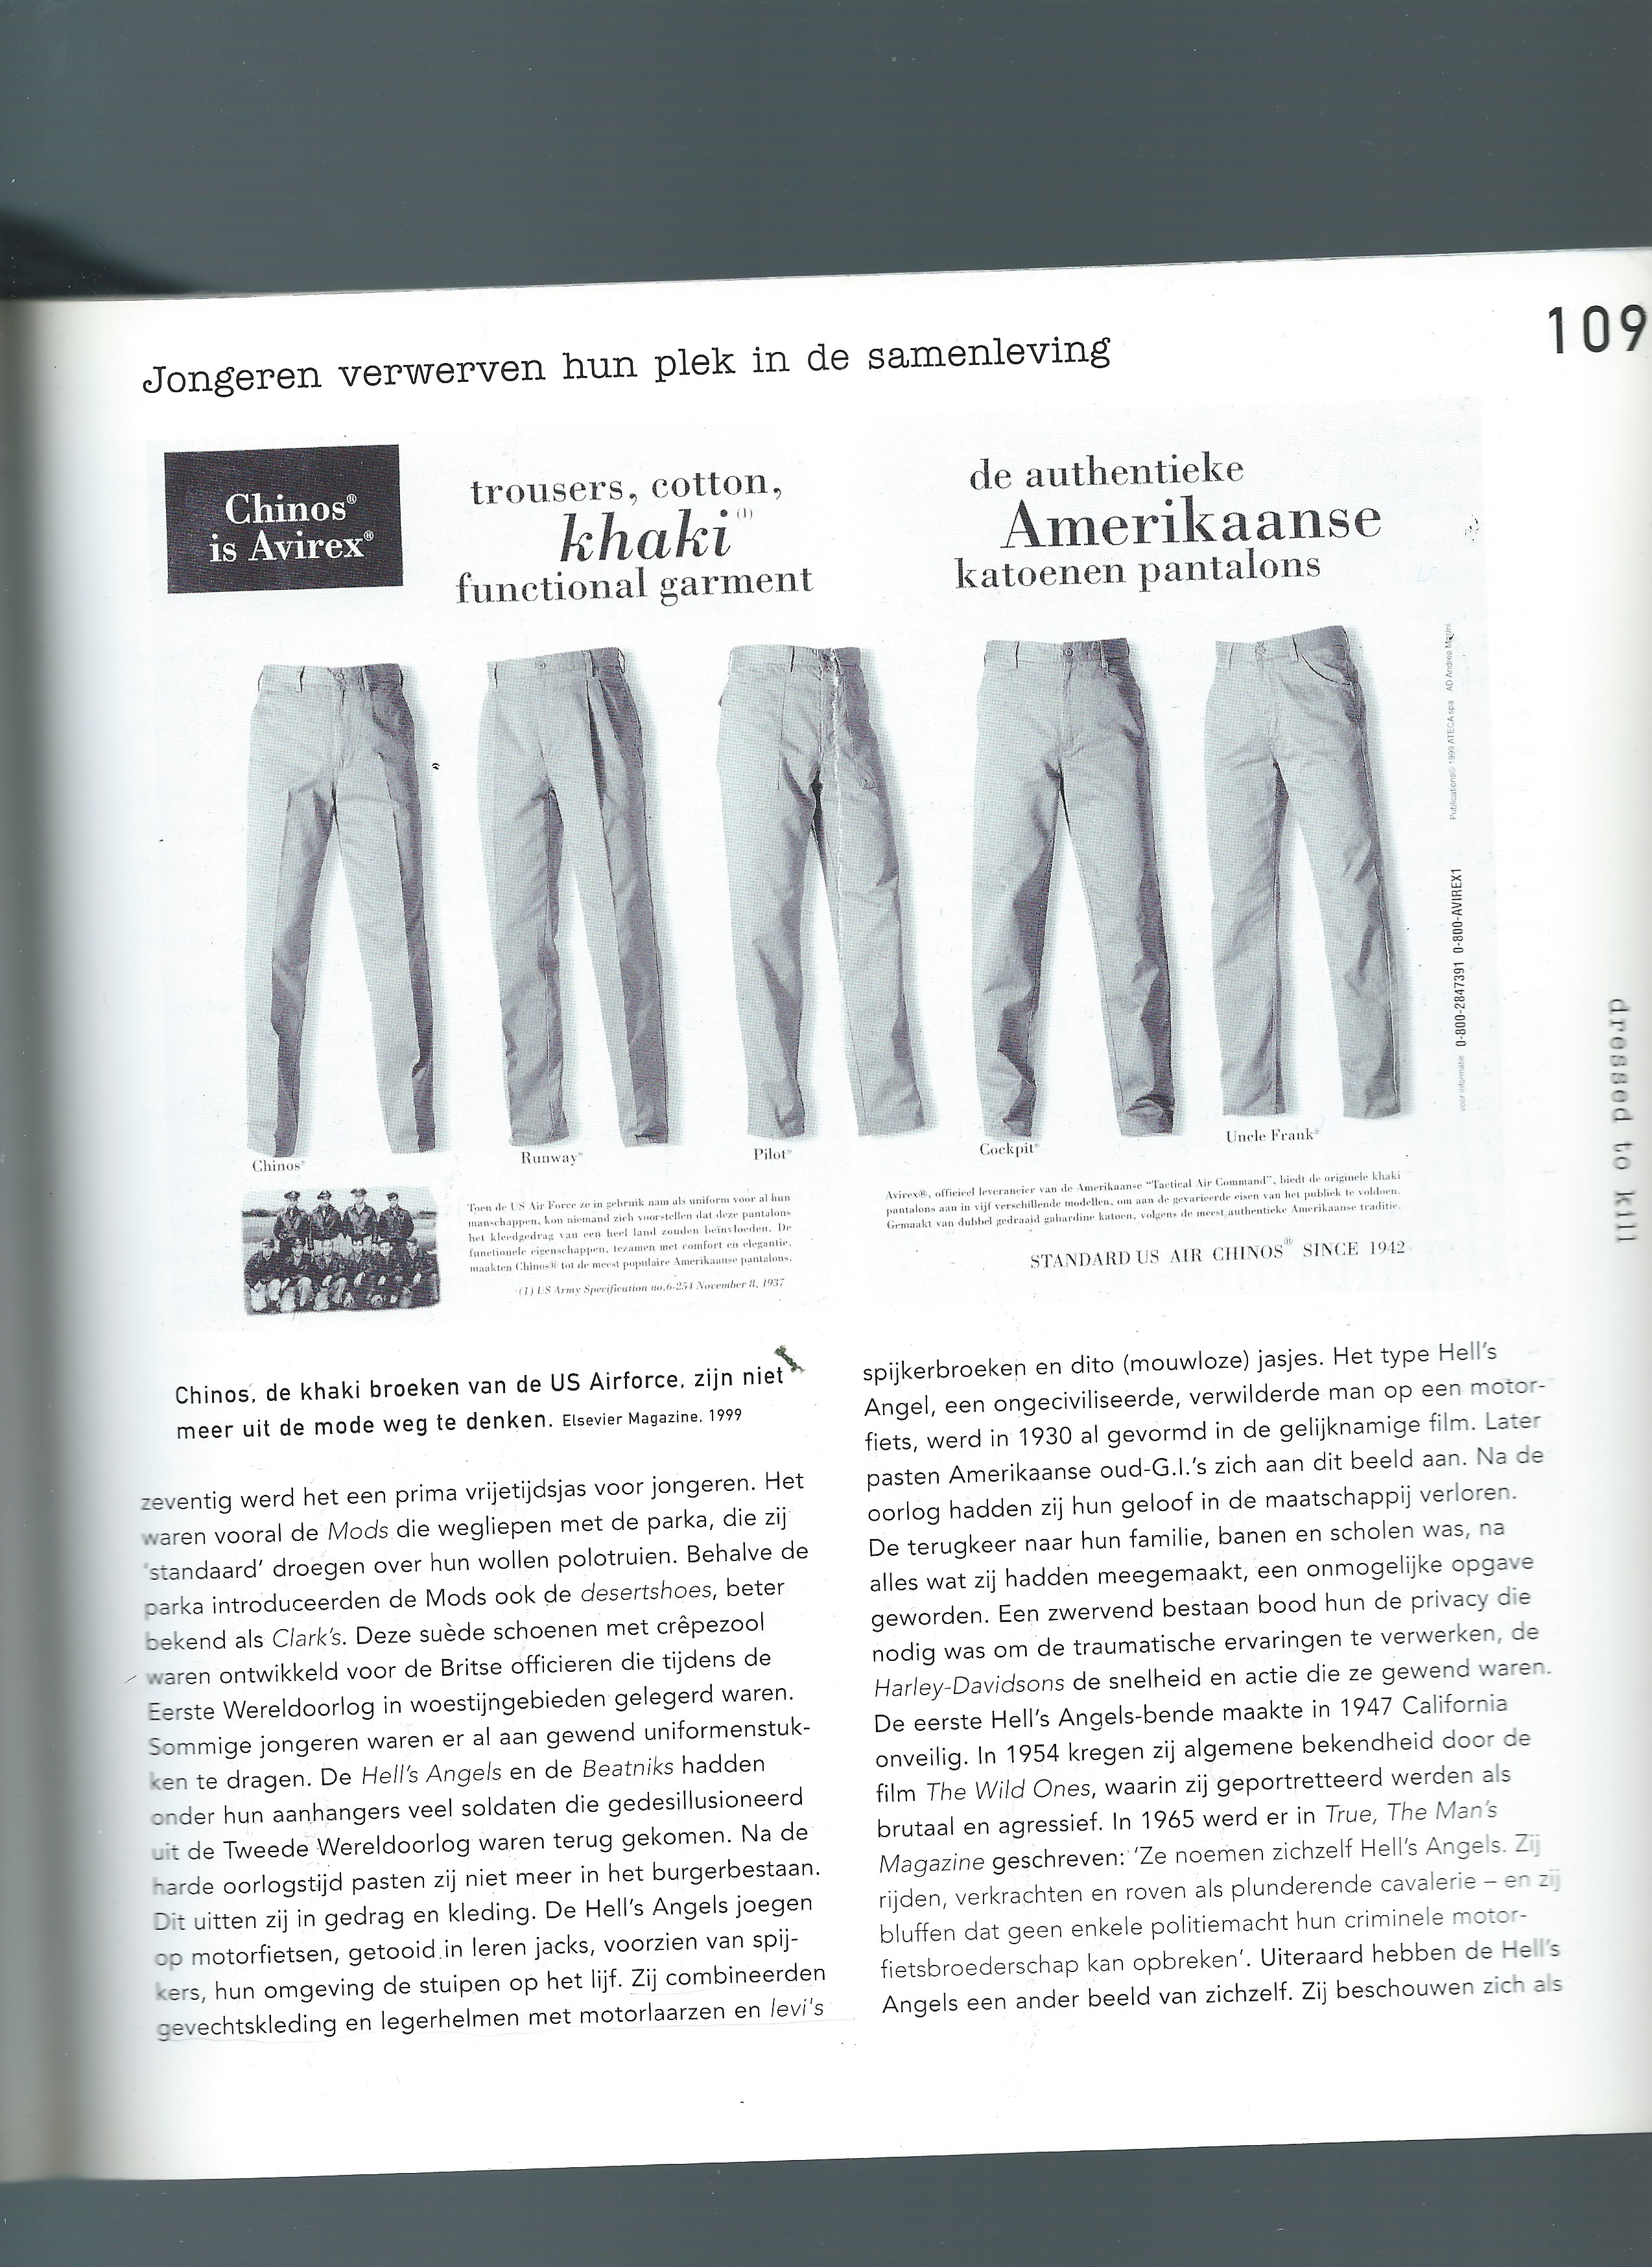 109
Jongeren verwerven hun plek in de samenleving
Chinos®
is Avirex®
trousers, cotton,
khaki (1)
functional garment
de authentieke
Amerikaanse
katoenen pantalons
Chinos®
Runway®
Pilot®
Cockpit®
Uncle Frank®
Publications© 1999 ATECA spa AD Andrea
voor informatie 0-800-2847391 0-800-AVIREX1
Toen de US Air Force ze in gebruik nam als uniform voor al hun
manschappen, kon niemand zich voorstellen dat deze pantalons
het kleedgedrag van een heel land zouden beïnvloeden. De
functionele eigenschappen, tezamen met comfort en elegantie,
maakten Chinos® tot de meest populaire Amerikaanse pantalons.
(1) US Army Specification no.6-254 November 8, 1937
Avirex®, officieel leverancier van de Amerikaanse "Tactical Air Command", biedt de originele khaki
pantalons aan in vijf verschillende modellen, om aan de gevarieerde eisen van het publiek te voldoen.
Gemaakt van dubbel gedraaid gabardine katoen, volgens de meest authentieke Amerikaanse traditie.
STANDARD US AIR CHINOS® SINCE 1942
dressed to kill
Chinos, de khaki broeken van de US Airforce, zijn niet
meer uit de mode weg te denken. Elsevier Magazine, 1999
zeventig werd het een prima vrijetijdsjas voor jongeren. Het
waren vooral de Mods die wegliepen met de parka, die zij
'standaard' droegen over hun wollen polotruien. Behalve de
parka introduceerden de Mods ook de desertshoes, beter
bekend als Clark's. Deze suède schoenen met crêpezool
waren ontwikkeld voor de Britse officieren die tijdens de
Eerste Wereldoorlog in woestijngebieden gelegerd waren.
Sommige jongeren waren er al aan gewend uniformenstuk-
ken te dragen. De Hell's Angels en de Beatniks hadden
onder hun aanhangers veel soldaten die gedesillusioneerd
uit de Tweede Wereldoorlog waren terug gekomen. Na de
harde oorlogstijd pasten zij niet meer in het burgerbestaan.
Dit uitten zij in gedrag en kleding. De Hell's Angels joegen
op motorfietsen, getooid in leren jacks, voorzien van spij-
kers, hun omgeving de stuipen op het lijf. Zij combineerden
gevechtskleding en legerhelmen met motorlaarzen en levi's
spijkerbroeken en dito (mouwloze) jasjes. Het type Hell's
Angel, een ongeciviliseerde, verwilderde man op een motor-
fiets, werd in 1930 al gevormd in de gelijknamige film. Later
pasten Amerikaanse oud-G.I.'s zich aan dit beeld aan. Na de
oorlog hadden zij hun geloof in de maatschappij verloren.
De terugkeer naar hun familie, banen en scholen was, na
alles wat zij hadden meegemaakt, een onmogelijke opgave
geworden. Een zwervend bestaan bood hun de privacy die
nodig was om de traumatische ervaringen te verwerken, de
Harley-Davidsons de snelheid en actie die ze gewend waren.
De eerste Hell's Angels-bende maakte in 1947 California
onveilig. In 1954 kregen zij algemene bekendheid door de
film The Wild Ones, waarin zij geportretteerd werden als
brutaal en agressief. In 1965 werd er in True, The Man's
Magazine geschreven: 'Ze noemen zichzelf Hell's Angels. Zij
rijden, verkrachten en roven als plunderende cavalerie – en zij
bluffen dat geen enkele politiemacht hun criminele motor-
fietsbroederschap kan opbreken'. Uiteraard hebben de Hell's
Angels een ander beeld van zichzelf. Zij beschouwen zich als